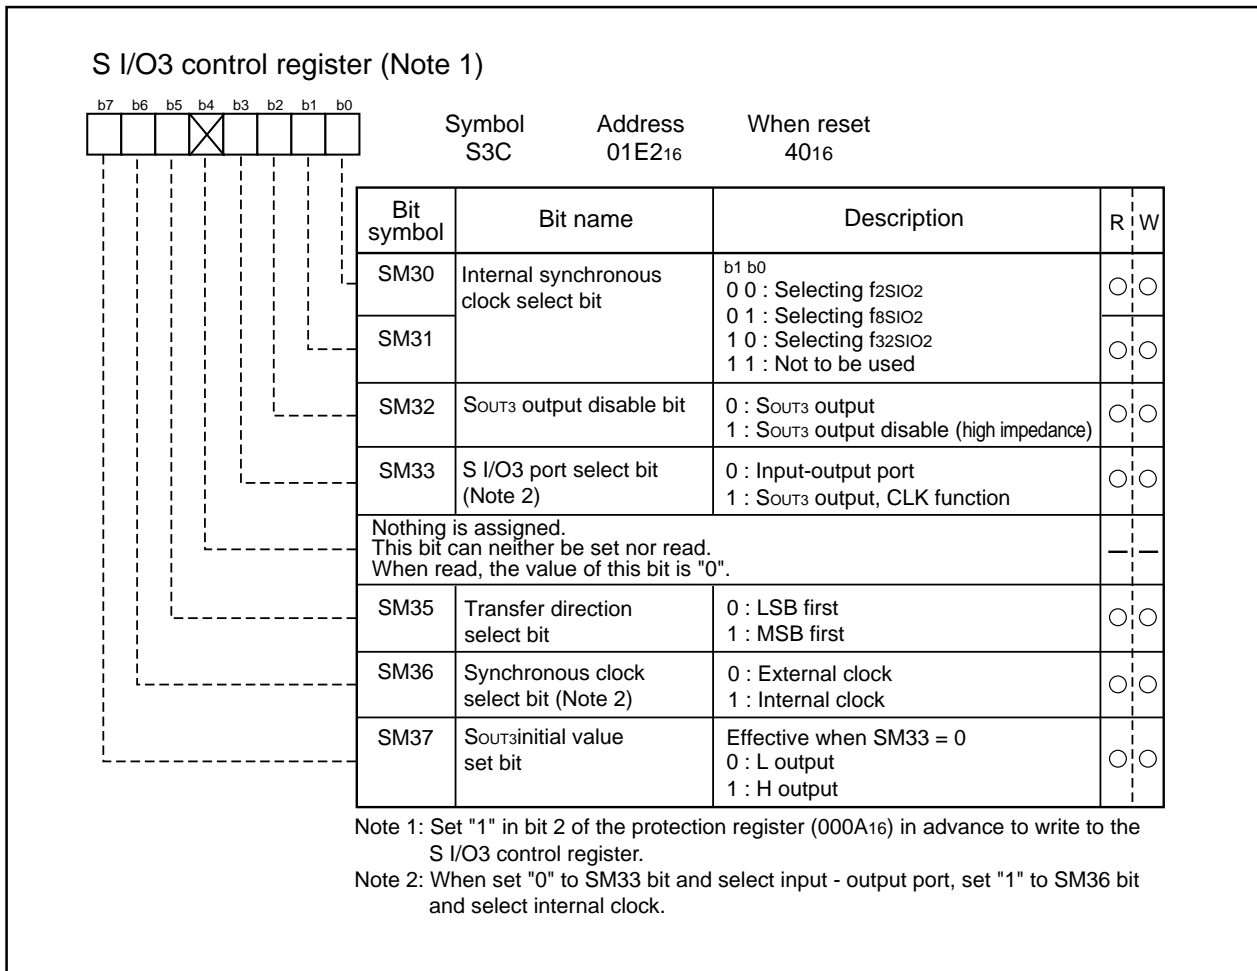 S I/O3 control register (Note 1)
b7 b6 b5 b4 b3 b2 b1 b0
Symbol Address When reset
S3C 01E216 4016
Bit symbol Bit name Description R W
SM30 Internal synchronous clock select bit b1 b0
0 0 : Selecting f2SIO2
0 1 : Selecting f8SIO2
SM31 1 0 : Selecting f32SIO2
1 1 : Not to be used
SM32 SOUT3 output disable bit 0 : SOUT3 output
1 : SOUT3 output disable (high impedance)
SM33 S I/O3 port select bit 0 : Input-output port
(Note 2) 1 : SOUT3 output, CLK function
Nothing is assigned.
This bit can neither be set nor read.
When read, the value of this bit is "0".
SM35 Transfer direction 0 : LSB first
select bit 1 : MSB first
SM36 Synchronous clock 0 : External clock
select bit (Note 2) 1 : Internal clock
SM37 SOUT3initial value Effective when SM33 = 0
set bit 0 : L output
1 : H output
Note 1: Set "1" in bit 2 of the protection register (000A16) in advance to write to the
S I/O3 control register.
Note 2: When set "0" to SM33 bit and select input - output port, set "1" to SM36 bit
and select internal clock.